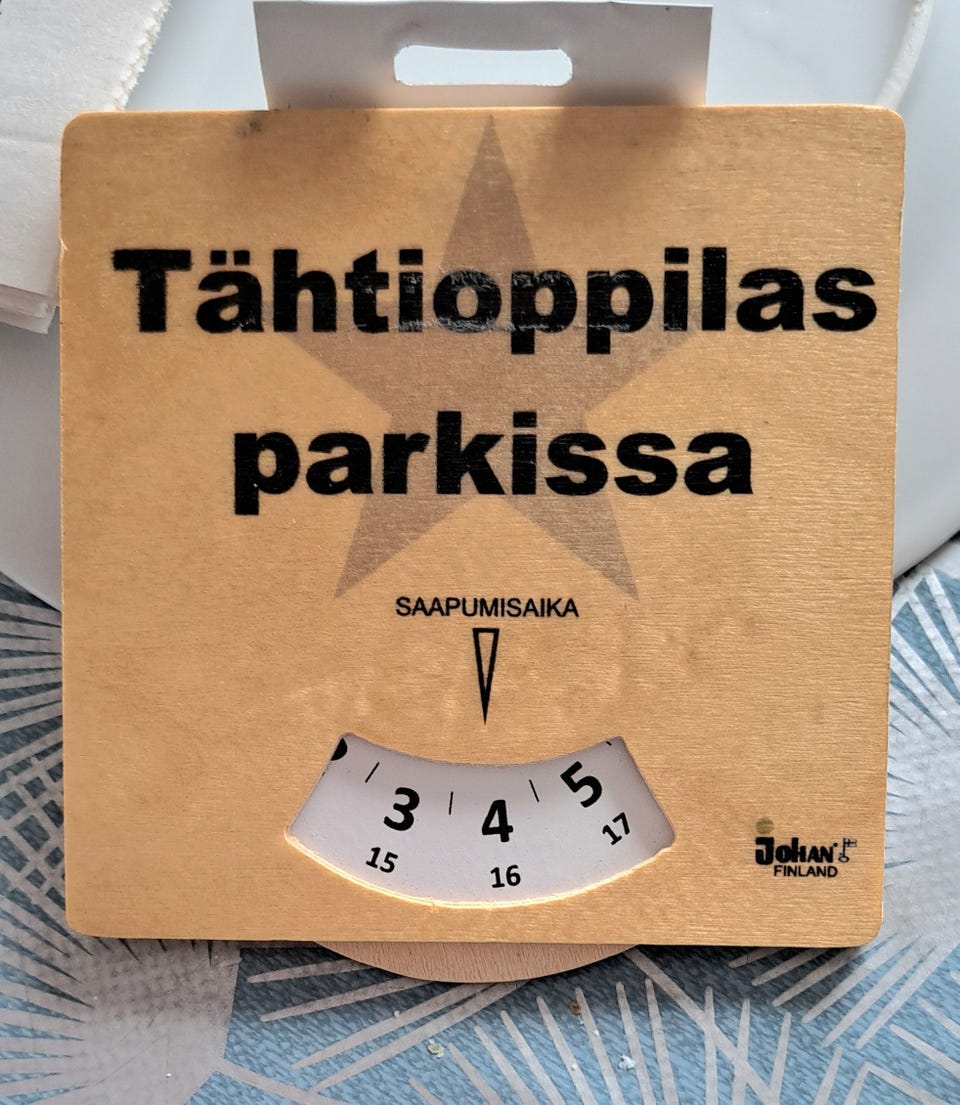 Tähtioppilas
parkissa
SAAPUMISAIKA
3 4 5
15 16 17
JOHAN
FINLAND